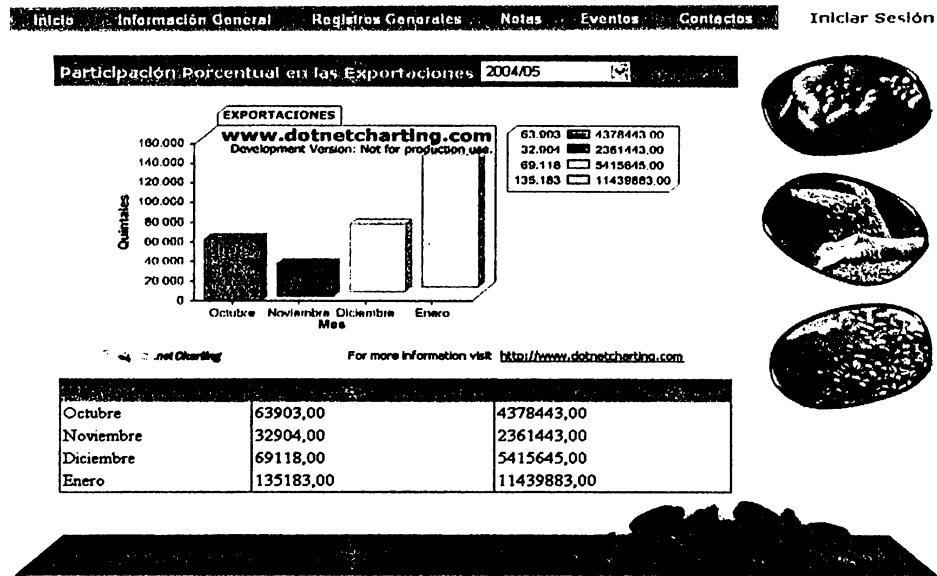 Inicio Información General Registros Generales Notas Eventos Contactos Iniciar Sesión
Participación Porcentual en las Exportaciones 2004/05
EXPORTACIONES
www.dotnetcharting.com
Development Version: Not for production use.
63.903 4378443.00
32.904 2361443.00
69.118 5415645.00
135.183 11439883.00
Quintales
160.000
140.000
120.000
100.000
80.000
60.000
40.000
20.000
0
Octubre Noviembre Diciembre Enero
Mes
.net Charting For more information visit http://www.dotnetcharting.com
Octubre 63903,00 4378443,00
Noviembre 32904,00 2361443,00
Diciembre 69118,00 5415645,00
Enero 135183,00 11439883,00